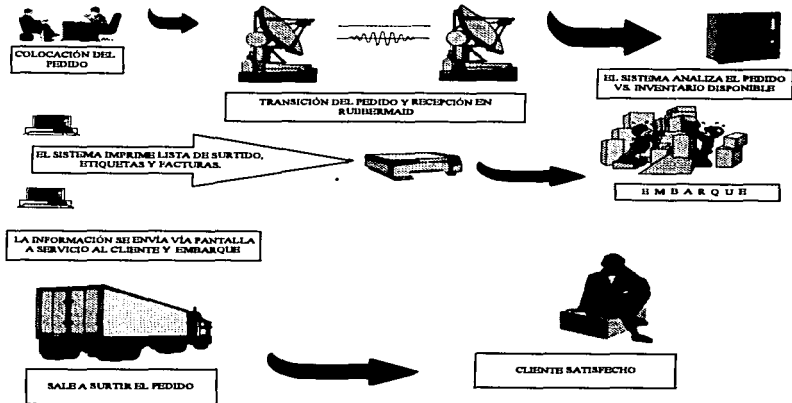 COLOCACIÓN DEL
PEDIDO
TRANSICIÓN DEL PEDIDO Y RECEPCIÓN EN
RUBBERMAID
EL SISTEMA ANALIZA EL PEDIDO
VS. INVENTARIO DISPONIBLE
EL SISTEMA IMPRIME LISTA DE SURTIDO,
ETIQUETAS Y FACTURAS.
EMBARQUE
LA INFORMACIÓN SE ENVÍA VÍA PANTALLA
A SERVICIO AL CLIENTE Y EMBARQUE
SALE A SURTIR EL PEDIDO
CLIENTE SATISFECHO